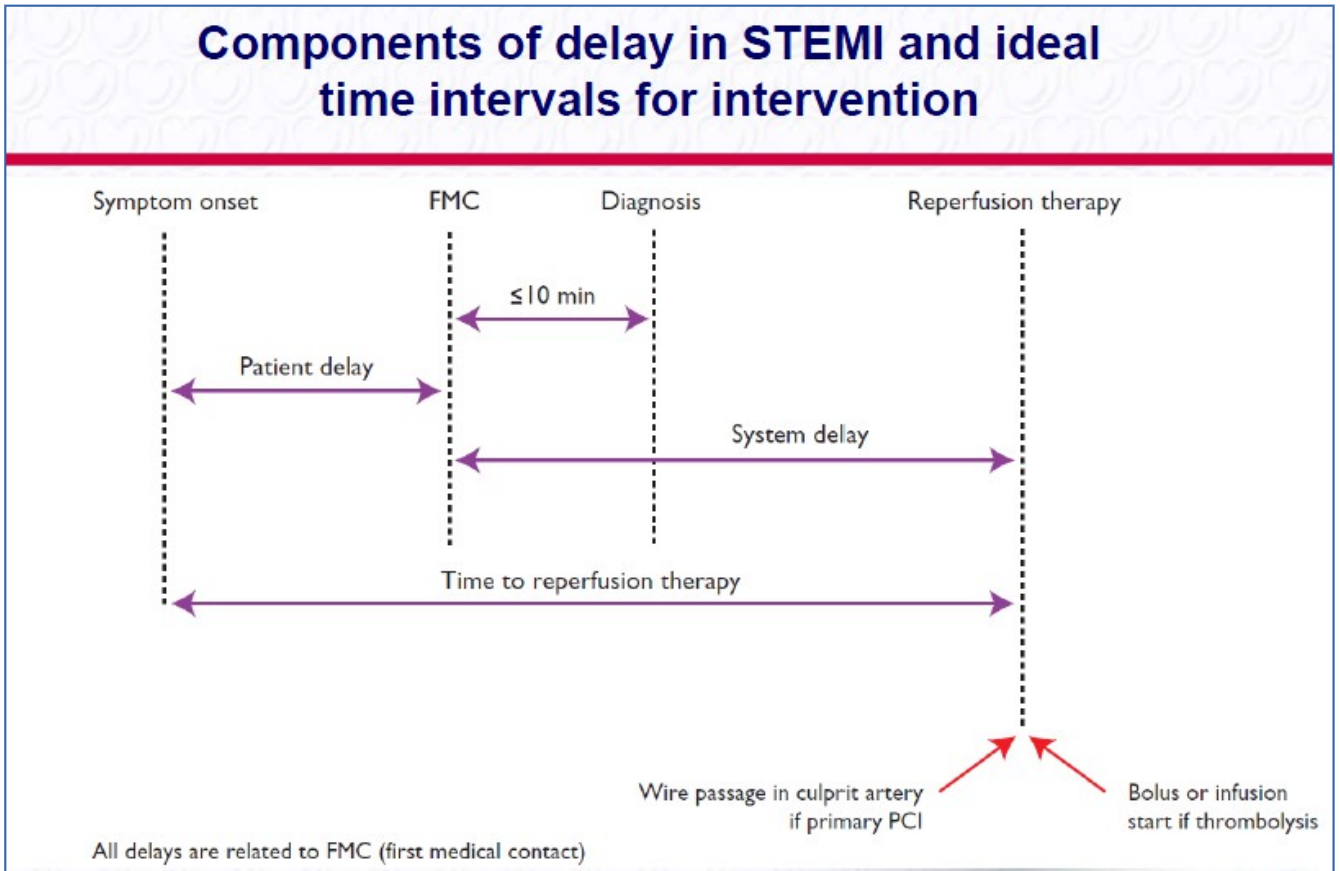 Components of delay in STEMI and ideal
time intervals for intervention
Symptom onset
FMC
Diagnosis
Reperfusion therapy
≤10 min
Patient delay
System delay
Time to reperfusion therapy
Wire passage in culprit artery
if primary PCI
Bolus or infusion
start if thrombolysis
All delays are related to FMC (first medical contact)